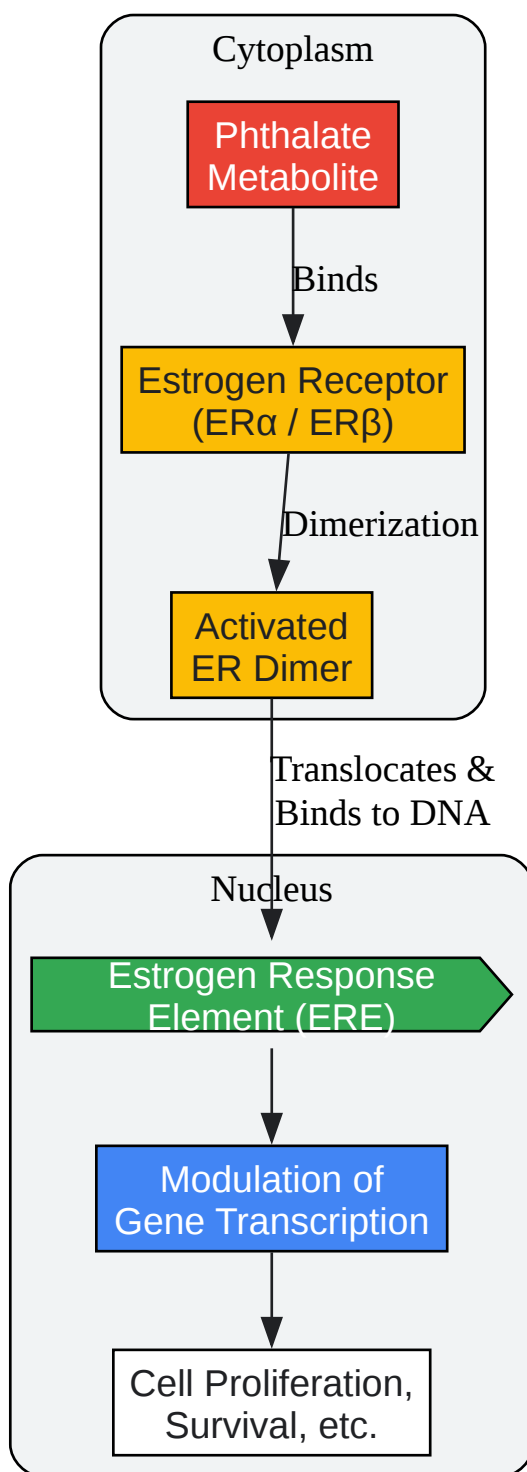 Cytoplasm
Phthalate
Metabolite
Binds
Estrogen Receptor
(ERα / ERβ)
Dimerization
Activated
ER Dimer
Translocates &
Binds to DNA
Nucleus
Estrogen Response
Element (ERE)
Modulation of
Gene Transcription
Cell Proliferation,
Survival, etc.